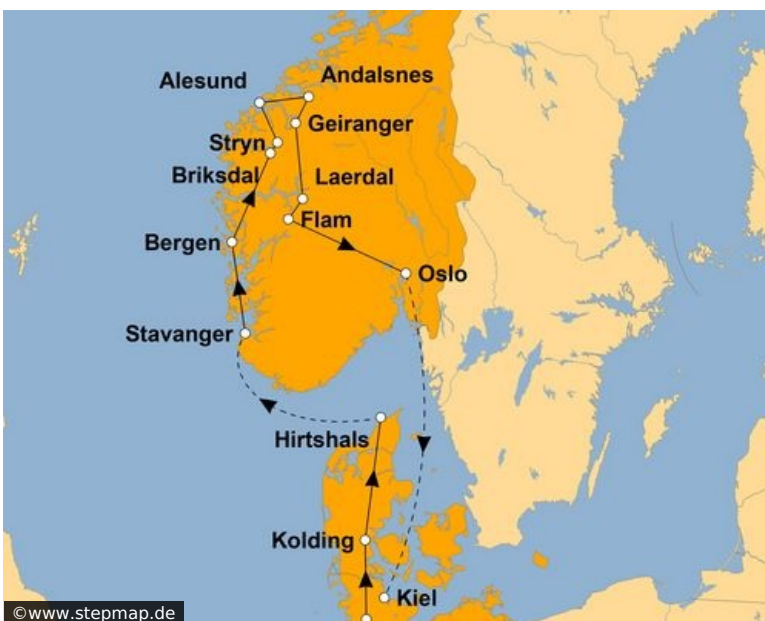 Alesund
Andalsnes
Geiranger
Stryn
Briksdal
Laerdal
Flam
Bergen
Oslo
Stavanger
Hirtshals
Kolding
Kiel
©www.stepmap.de